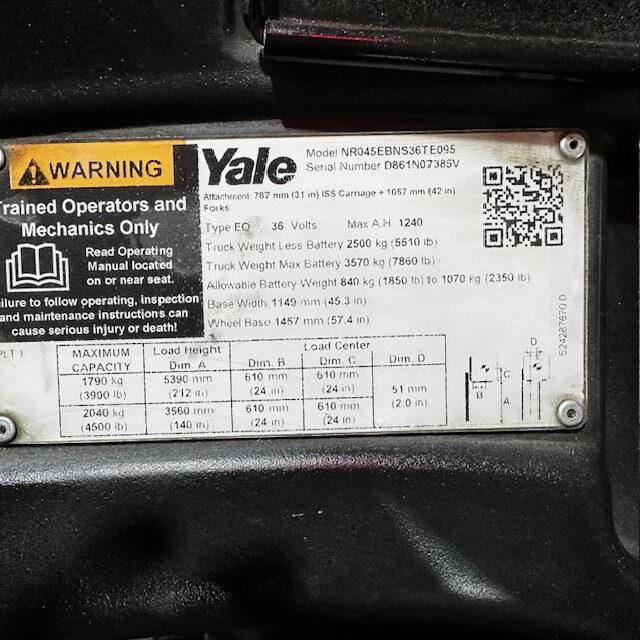 WARNING
Trained Operators and
Mechanics Only
Read Operating
Manual located
on or near seat.
Failure to follow operating, inspection
and maintenance instructions can
cause serious injury or death!
Yale
Model NR045EBNS36TE095
Serial Number D861N07385V
Attachment 787 mm (31 in) ISS Carriage + 1067 mm (42 in)
Forks
Type EO 36 Volts Max A.H 1240
Truck Weight Less Battery 2500 kg (5510 lb)
Truck Weight Max Battery 3570 kg (7860 lb)
Allowable Battery Weight 840 kg (1850 lb) to 1070 kg (2350 lb)
Base Width 1149 mm (45.3 in)
Wheel Base 1457 mm (57.4 in)
524287670 D
PLT 1
MAXIMUM CAPACITY Load Height Dim. A Load Center Dim. B Dim. C Dim. D
1790 kg 5390 mm 610 mm 610 mm
(3900 lb) (212 in) (24 in) (24 in)
51 mm
(2.0 in)
2040 kg 3560 mm 610 mm 610 mm
(4500 lb) (140 in) (24 in) (24 in)
D
C
B
A